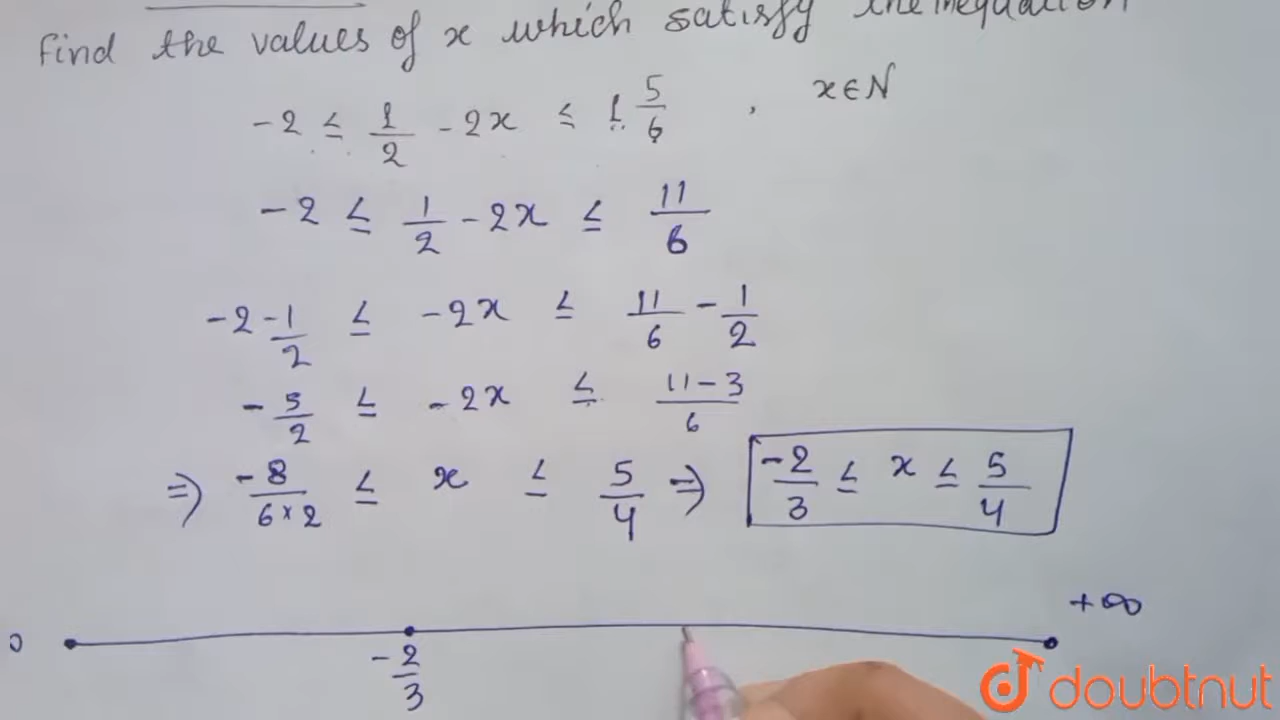 find the values of x which satisfy the inequation
-2 ≤ 1/2 - 2x ≤ 1 5/6 , x∈N
-2 ≤ 1/2 - 2x ≤ 11/6
-2 - 1/2 ≤ -2x ≤ 11/6 - 1/2
-5/2 ≤ -2x ≤ (11-3)/6
⇒ -8/(6×2) ≤ x ≤ 5/4 ⇒ -2/3 ≤ x ≤ 5/4
+∞
-2/3
doubtnut